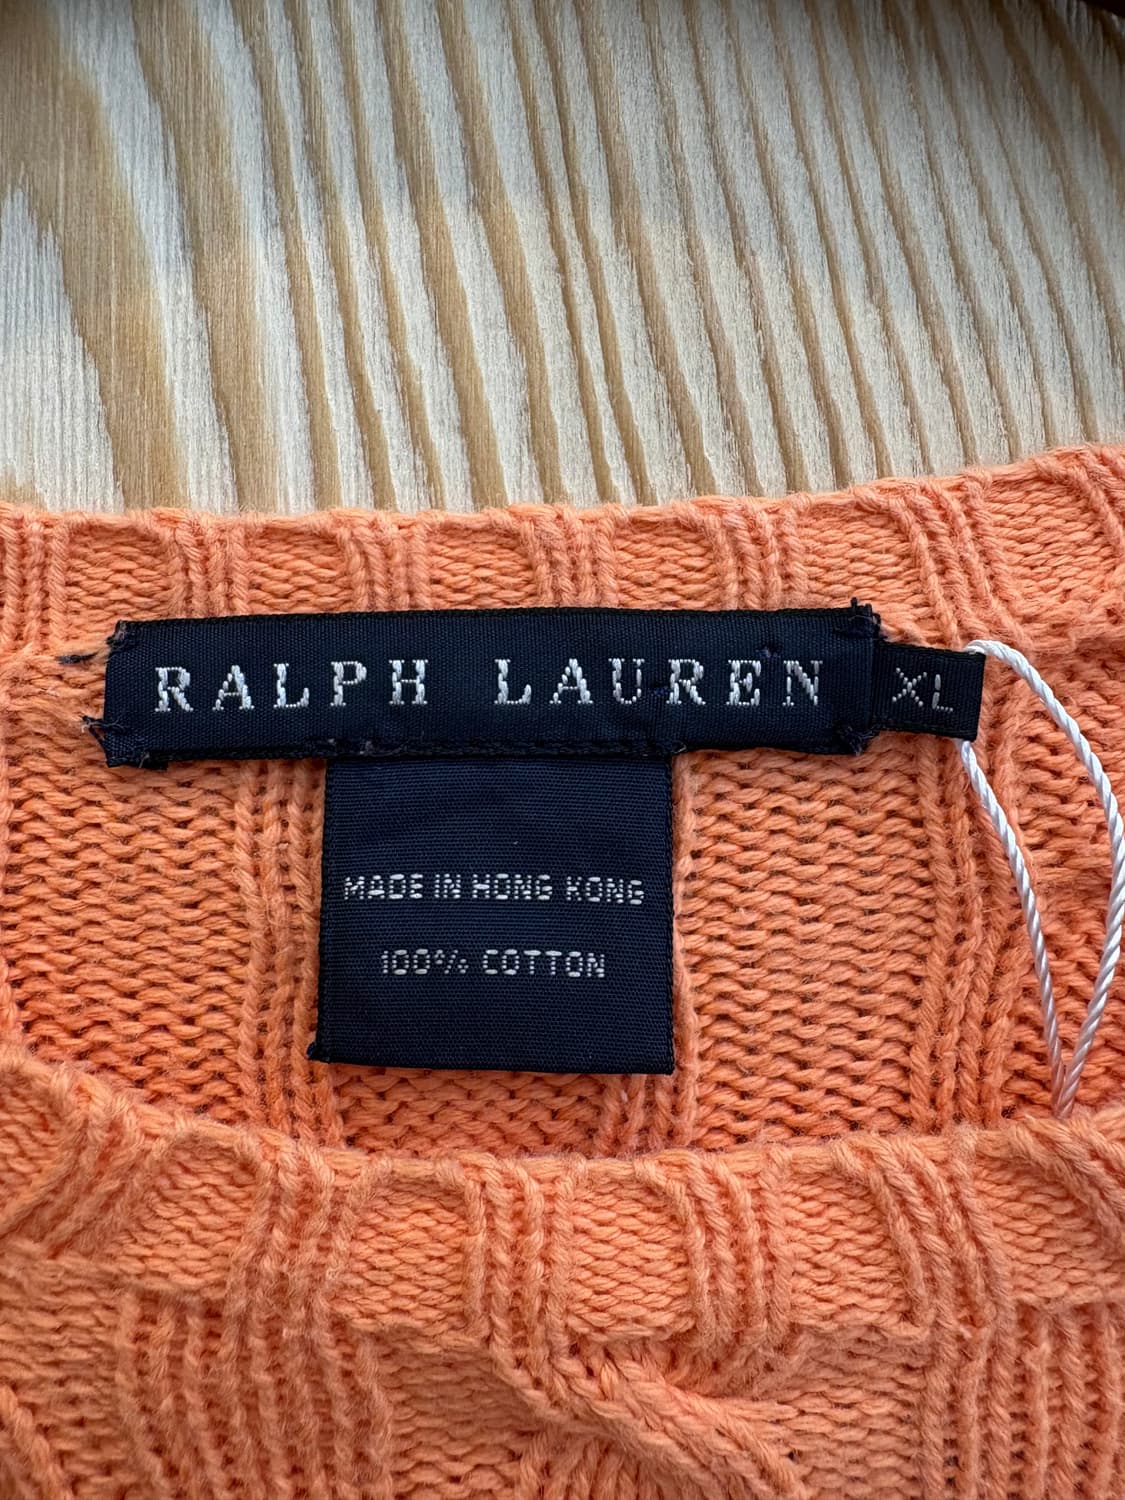 RALPH LAUREN
XL
MADE IN HONG KONG
100% COTTON